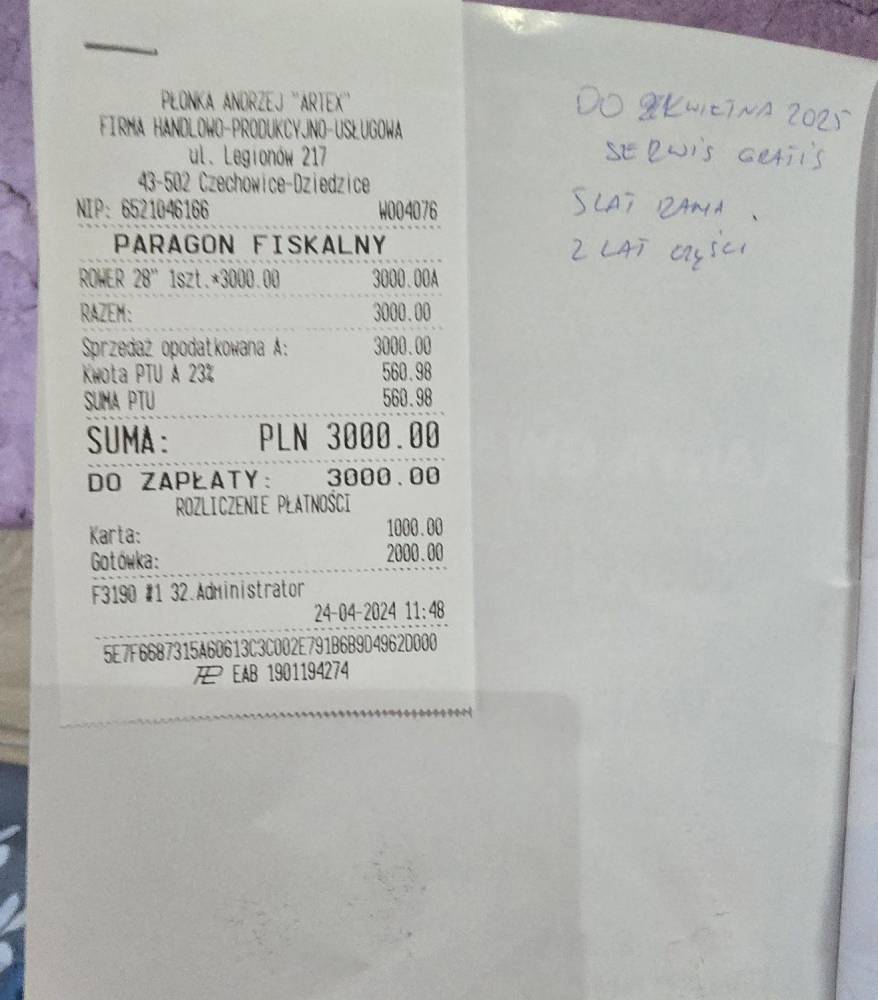 PŁONKA ANDRZEJ "ARTEX"
FIRMA HANDLOWO-PRODUKCYJNO-USŁUGOWA
ul. Legionów 217
43-502 Czechowice-Dziedzice
NIP: 6521046166 W004076
PARAGON FISKALNY
ROWER 28" 1szt.*3000.00 3000.00A
RAZEM: 3000.00
Sprzedaż opodatkowana A: 3000.00
Kwota PTU A 23% 560.98
SUMA PTU 560.98
SUMA: PLN 3000.00
DO ZAPŁATY: 3000.00
ROZLICZENIE PŁATNOŚCI
Karta: 1000.00
Gotówka: 2000.00
F3190 #1 32.Administrator
24-04-2024 11:48
5E7F6687315A60613C3C002E791B6B9D4962D000
EAB 1901194274
DO KWIETNA 2025
SERWIS GRATIS
5 LAT RAMA.
2 LAT CZĘŚCI